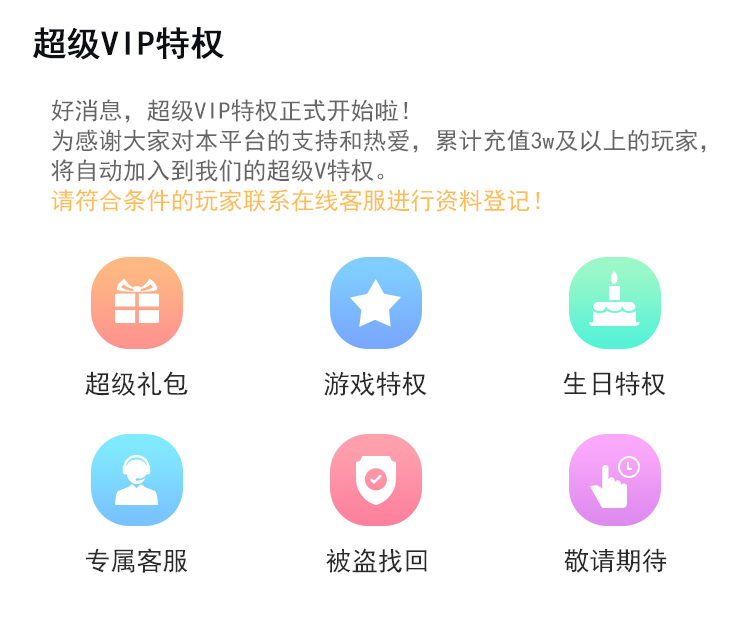 超级VIP特权
好消息，超级VIP特权正式开始啦！
为感谢大家对本平台的支持和热爱，累计充值3w及以上的玩家，
将自动加入到我们的超级V特权。
请符合条件的玩家联系在线客服进行资料登记！
超级礼包
游戏特权
生日特权
专属客服
被盗找回
敬请期待